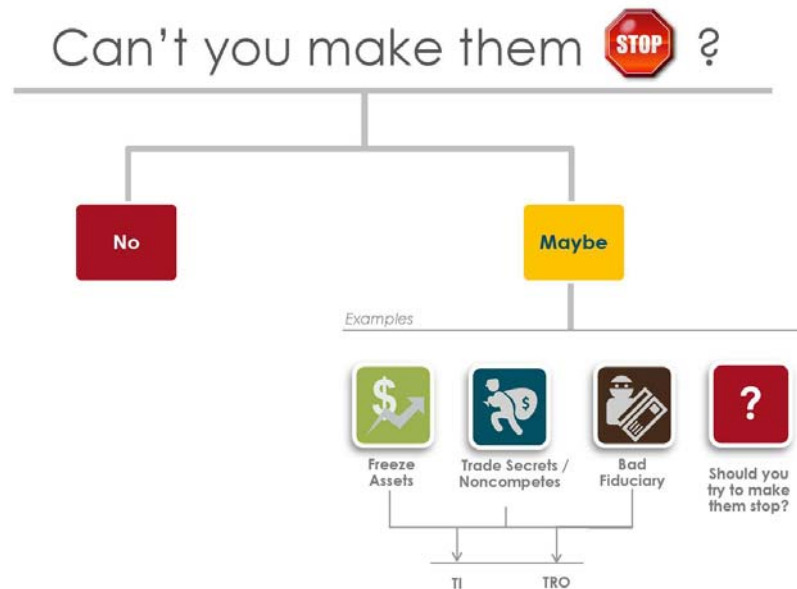 Can't you make them STOP ?
No
Maybe
Examples
$
$
?
Freeze
Assets
Trade Secrets /
Noncompetes
Bad
Fiduciary
Should you
try to make
them stop?
TI
TRO